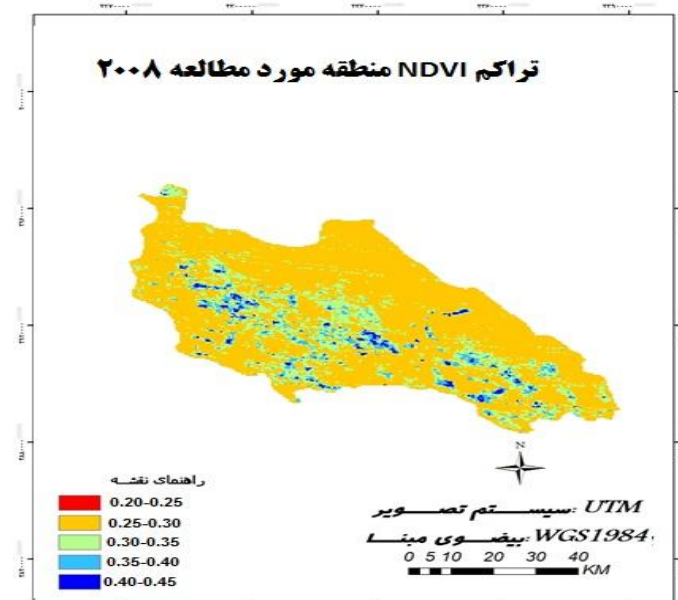 تراکم NDVI منطقه مورد مطالعه ۲۰۰۸
N
راهنمای نقشه
0.20-0.25
0.25-0.30
0.30-0.35
0.35-0.40
0.40-0.45
سیستم تصویر: UTM
بیضوی مبنا: WGS1984
0 5 10 20 30 40
KM